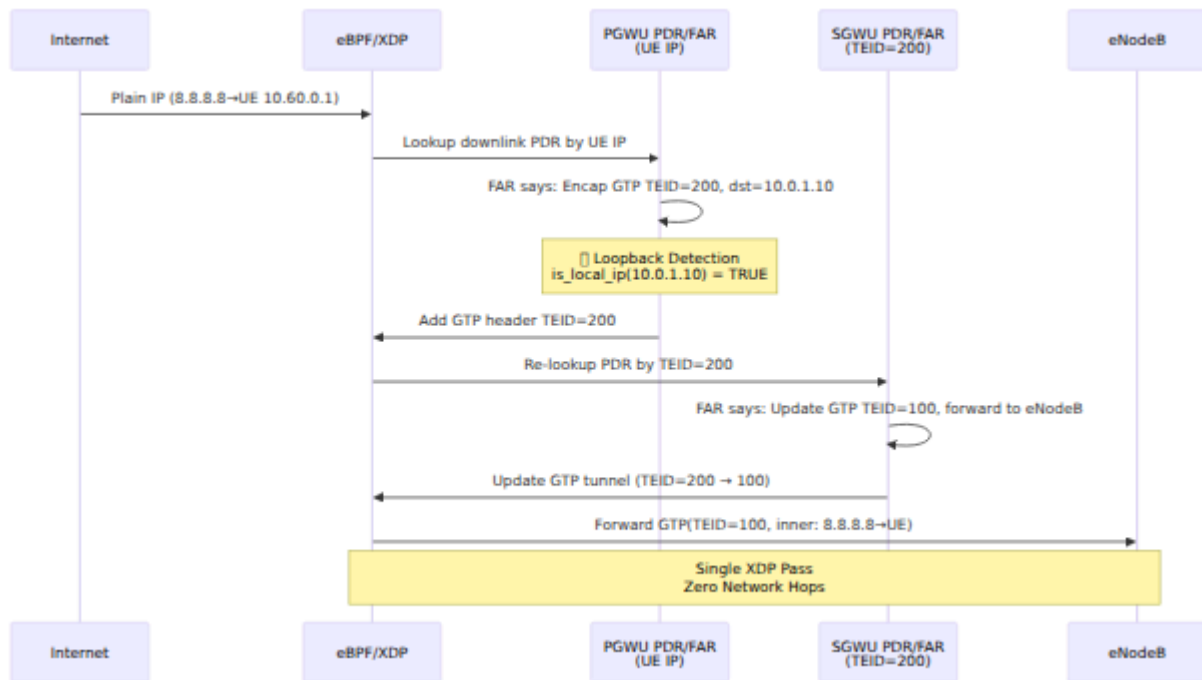 Internet
eBPF/XDP
PGWU PDR/FAR
(UE IP)
SGWU PDR/FAR
(TEID=200)
eNodeB
Plain IP (8.8.8.8→UE 10.60.0.1)
Lookup downlink PDR by UE IP
FAR says: Encap GTP TEID=200, dst=10.0.1.10
Loopback Detection
is_local_ip(10.0.1.10) = TRUE
Add GTP header TEID=200
Re-lookup PDR by TEID=200
FAR says: Update GTP TEID=100, forward to eNodeB
Update GTP tunnel (TEID=200 → 100)
Forward GTP(TEID=100, inner: 8.8.8.8→UE)
Single XDP Pass
Zero Network Hops
Internet
eBPF/XDP
PGWU PDR/FAR
(UE IP)
SGWU PDR/FAR
(TEID=200)
eNodeB